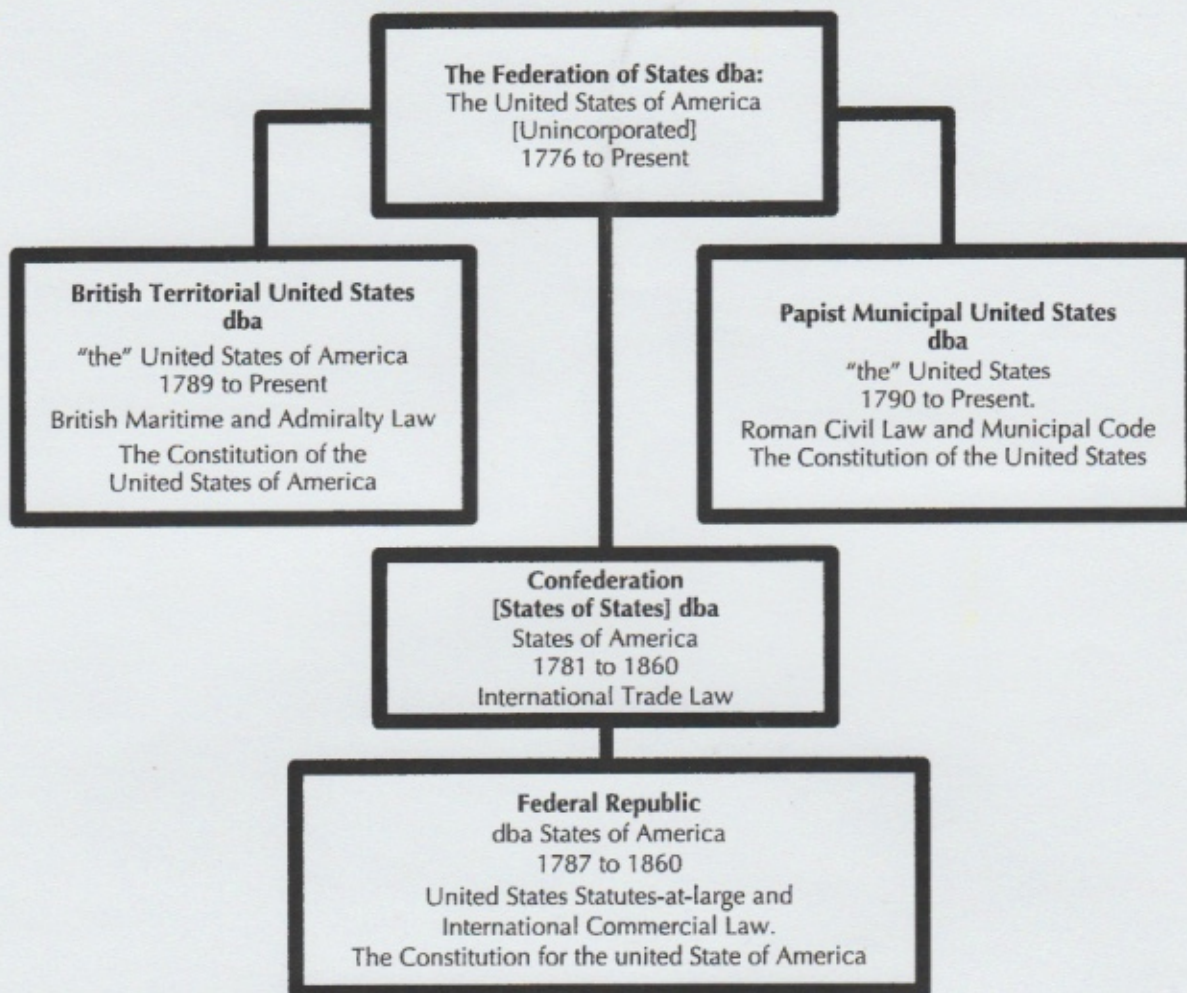 The Federation of States dba:
The United States of America
[Unincorporated]
1776 to Present
British Territorial United States
dba
"the" United States of America
1789 to Present
British Maritime and Admiralty Law
The Constitution of the
United States of America
Papist Municipal United States
dba
"the" United States
1790 to Present.
Roman Civil Law and Municipal Code
The Constitution of the United States
Confederation
[States of States] dba
States of America
1781 to 1860
International Trade Law
Federal Republic
dba States of America
1787 to 1860
United States Statutes-at-large and
International Commercial Law.
The Constitution for the united State of America